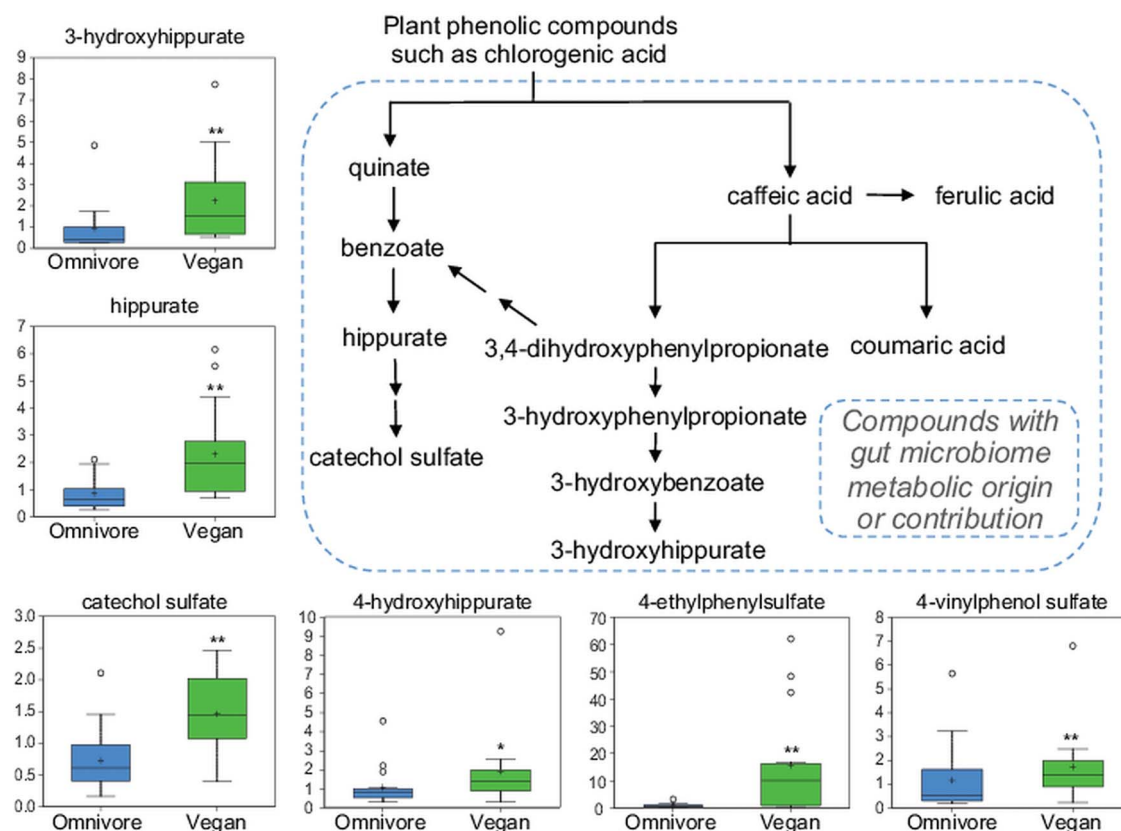 3-hydroxyhippurate
9
8
7
6
5
4
3
2
1
0
**
Omnivore Vegan
hippurate
7
6
5
4
3
2
1
0
**
Omnivore Vegan
Plant phenolic compounds
such as chlorogenic acid
quinate
caffeic acid
ferulic acid
benzoate
hippurate
3,4-dihydroxyphenylpropionate
coumaric acid
3-hydroxyphenylpropionate
catechol sulfate
3-hydroxybenzoate
3-hydroxyhippurate
Compounds with
gut microbiome
metabolic origin
or contribution
catechol sulfate
3.0
2.5
2.0
1.5
1.0
0.5
0.0
**
Omnivore Vegan
4-hydroxyhippurate
10
9
8
7
6
5
4
3
2
1
0
*
Omnivore Vegan
4-ethylphenylsulfate
70
60
50
40
30
20
10
0
**
Omnivore Vegan
4-vinylphenol sulfate
8
7
6
5
4
3
2
1
0
**
Omnivore Vegan